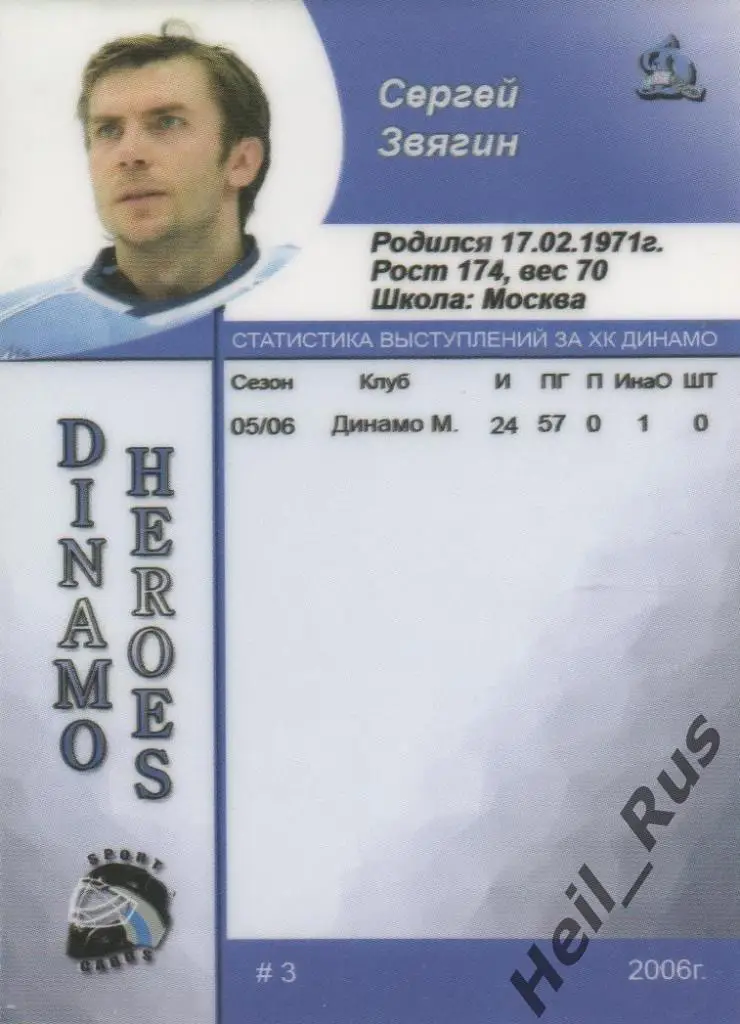 Сергей
Звягин
Родился 17.02.1971г.
Рост 174, вес 70
Школа: Москва
СТАТИСТИКА ВЫСТУПЛЕНИЙ ЗА ХК ДИНАМО
Сезон Клуб И ПГ П ИнаО ШТ
05/06 Динамо М. 24 57 0 1 0
DINAMO
HEROES
SPORT
CARDS
# 3
2006г.
Heil_Rus